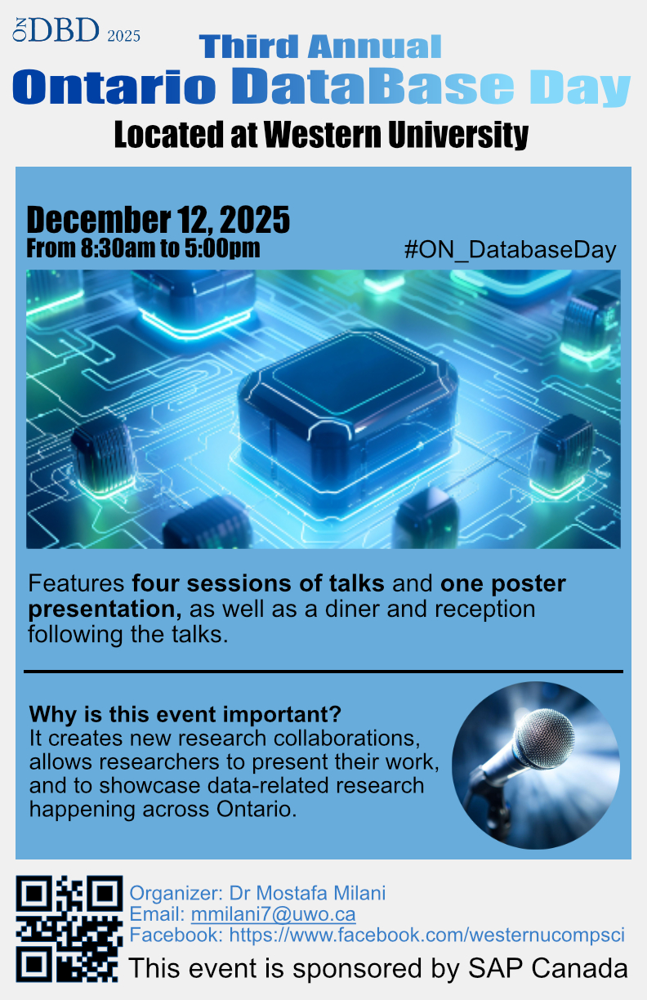 ONDBD 2025
Third Annual
Ontario DataBase Day
Located at Western University
December 12, 2025
From 8:30am to 5:00pm
#ON_DatabaseDay
Features four sessions of talks and one poster
presentation, as well as a diner and reception
following the talks.
Why is this event important?
It creates new research collaborations,
allows researchers to present their work,
and to showcase data-related research
happening across Ontario.
Organizer: Dr Mostafa Milani
Email: mmilani7@uwo.ca
Facebook: https://www.facebook.com/westernucompsci
This event is sponsored by SAP Canada